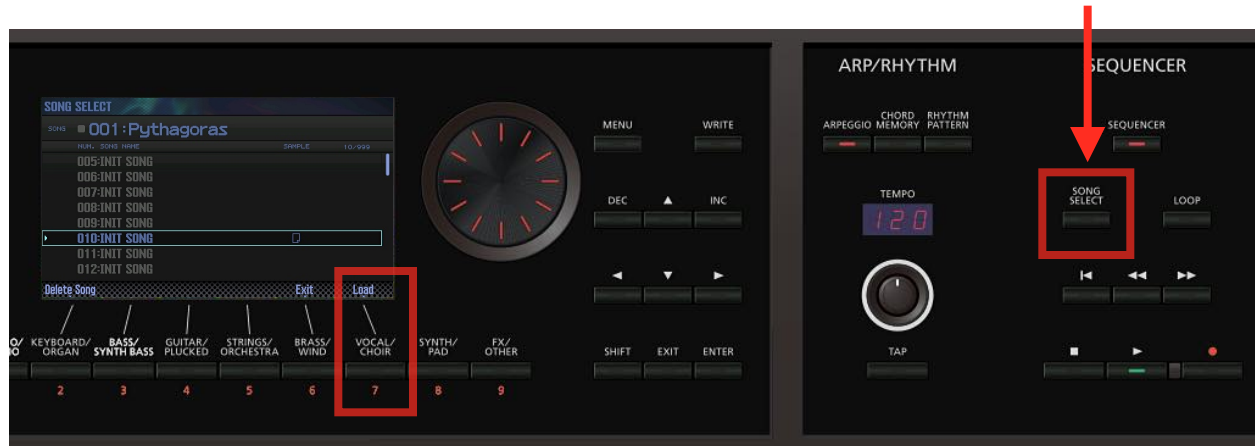 SONG SELECT
SONG 001:Pythagoras
NUM. SONG NAME SAMPLE 10/999
005:INIT SONG
006:INIT SONG
007:INIT SONG
008:INIT SONG
009:INIT SONG
010:INIT SONG
011:INIT SONG
012:INIT SONG
Delete Song Exit Load
KEYBOARD/ ORGAN
BASS/ SYNTH BASS
GUITAR/ PLUCKED
STRINGS/ ORCHESTRA
BRASS/ WIND
VOCAL/ CHOIR
SYNTH/ PAD
FX/ OTHER
2 3 4 5 6 7 8 9
MENU WRITE
DEC INC
SHIFT EXIT ENTER
ARP/RHYTHM
ARPEGGIO
CHORD MEMORY
RHYTHM PATTERN
TEMPO
120
TAP
SEQUENCER
SEQUENCER
SONG SELECT
LOOP